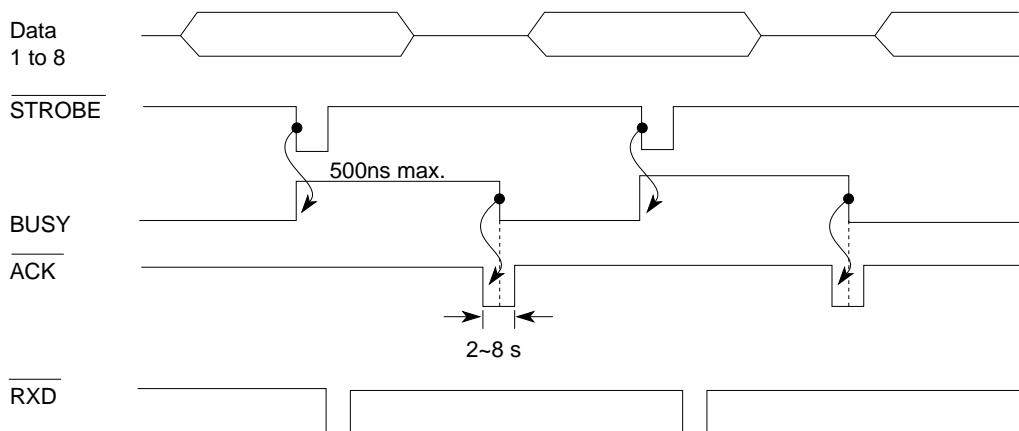 Data
1 to 8
STROBE
500ns max.
BUSY
ACK
2~8 s
RXD